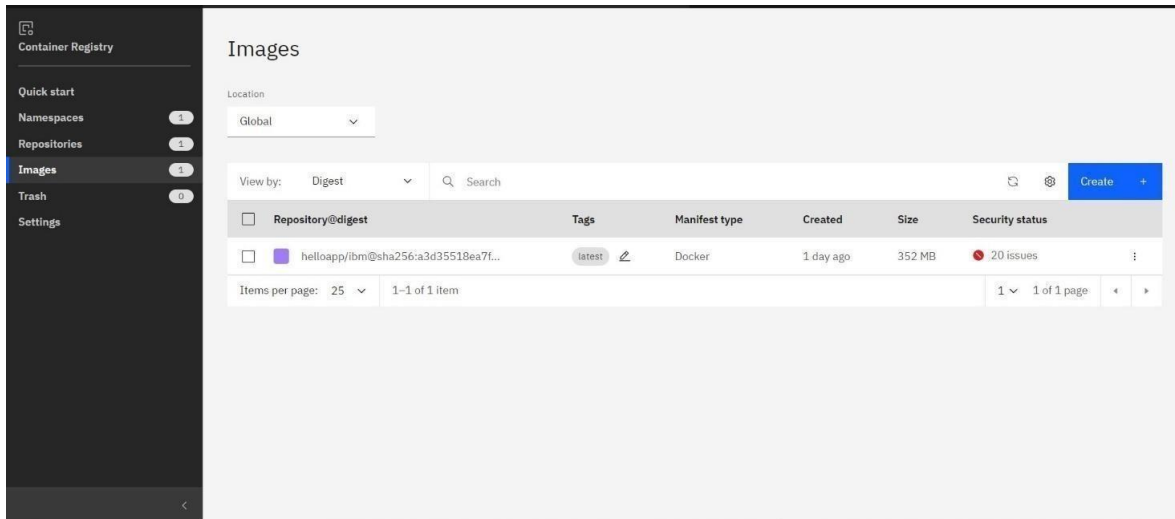 Container Registry
Quick start
Namespaces 1
Repositories 1
Images 1
Trash 0
Settings
Images
Location
Global
View by: Digest Search Create +
Repository@digest Tags Manifest type Created Size Security status
helloapp/ibm@sha256:a3d35518ea7f... latest Docker 1 day ago 352 MB 20 issues
Items per page: 25 1–1 of 1 item 1 1 of 1 page